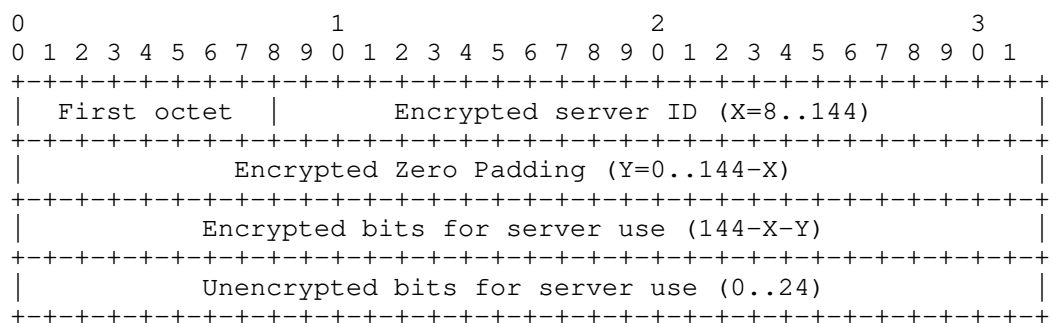 0                   1                   2                   3
0 1 2 3 4 5 6 7 8 9 0 1 2 3 4 5 6 7 8 9 0 1 2 3 4 5 6 7 8 9 0 1
+-+-+-+-+-+-+-+-+-+-+-+-+-+-+-+-+-+-+-+-+-+-+-+-+-+-+-+-+-+-+-+-+
|  First octet  |       Encrypted server ID (X=8..144)          |
+-+-+-+-+-+-+-+-+-+-+-+-+-+-+-+-+-+-+-+-+-+-+-+-+-+-+-+-+-+-+-+-+
|             Encrypted Zero Padding (Y=0..144-X)               |
+-+-+-+-+-+-+-+-+-+-+-+-+-+-+-+-+-+-+-+-+-+-+-+-+-+-+-+-+-+-+-+-+
|           Encrypted bits for server use (144-X-Y)             |
+-+-+-+-+-+-+-+-+-+-+-+-+-+-+-+-+-+-+-+-+-+-+-+-+-+-+-+-+-+-+-+-+
|           Unencrypted bits for server use (0..24)             |
+-+-+-+-+-+-+-+-+-+-+-+-+-+-+-+-+-+-+-+-+-+-+-+-+-+-+-+-+-+-+-+-+